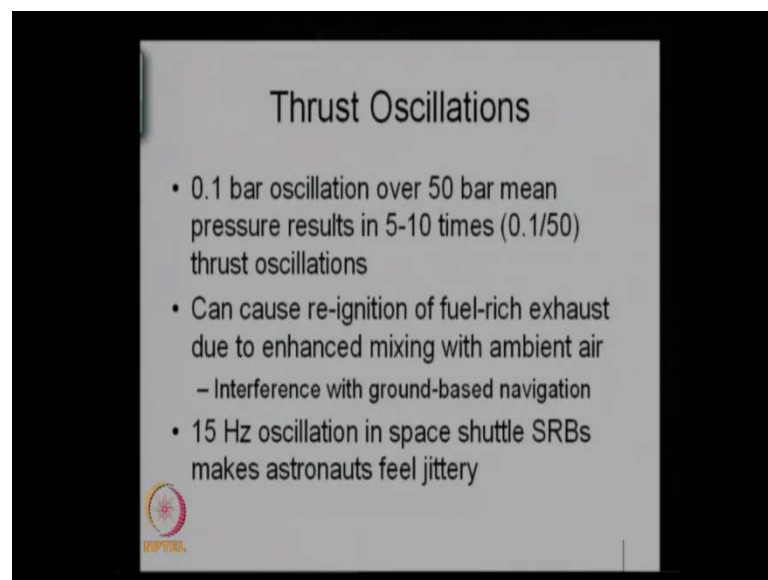 Thrust Oscillations
• 0.1 bar oscillation over 50 bar mean
pressure results in 5-10 times (0.1/50)
thrust oscillations
• Can cause re-ignition of fuel-rich exhaust
due to enhanced mixing with ambient air
– Interference with ground-based navigation
• 15 Hz oscillation in space shuttle SRBs
makes astronauts feel jittery
NPTEL